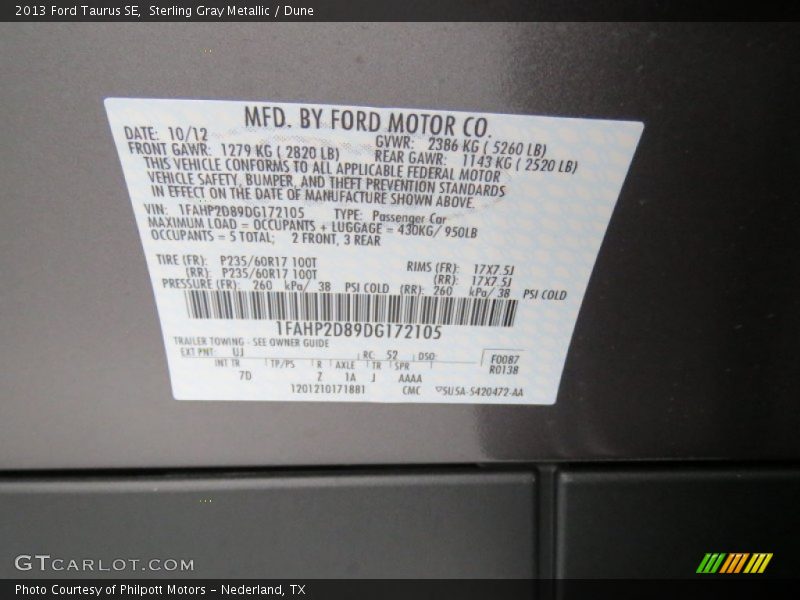 2013 Ford Taurus SE, Sterling Gray Metallic / Dune
MFD. BY FORD MOTOR CO.
DATE: 10/12 GVWR: 2386 KG ( 5260 LB)
FRONT GAWR: 1279 KG ( 2820 LB) REAR GAWR: 1143 KG ( 2520 LB)
THIS VEHICLE CONFORMS TO ALL APPLICABLE FEDERAL MOTOR
VEHICLE SAFETY, BUMPER, AND THEFT PREVENTION STANDARDS
IN EFFECT ON THE DATE OF MANUFACTURE SHOWN ABOVE.
VIN: 1FAHP2D89DG172105 TYPE: Passenger Car
MAXIMUM LOAD = OCCUPANTS + LUGGAGE = 430KG/ 950LB
OCCUPANTS = 5 TOTAL; 2 FRONT, 3 REAR
TIRE (FR): P235/60R17 100T RIMS (FR): 17X7.5J
(RR): P235/60R17 100T (RR): 17X7.5J
PRESSURE (FR): 260 kPa/ 38 PSI COLD (RR): 260 kPa/ 38 PSI COLD
1FAHP2D89DG172105
TRAILER TOWING - SEE OWNER GUIDE
EXT PNT: UJ RC: 52 DSO: F0087
INT TR TP/PS R AXLE TR SPR R0138
7D Z 1A J AAAA
1201210171881 CMC ▽5U5A-5420472-AA
GTCARLOT.COM
Photo Courtesy of Philpott Motors - Nederland, TX